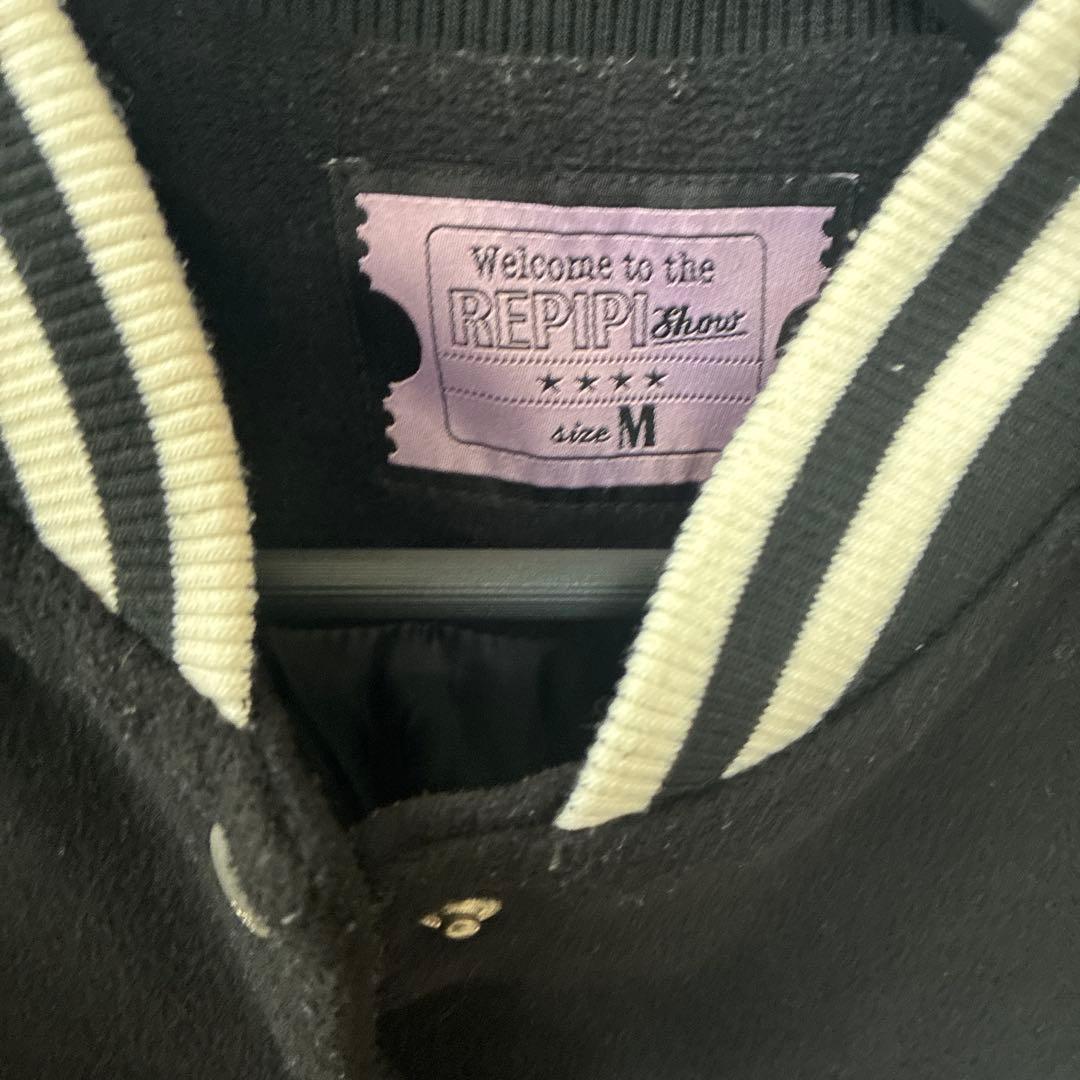 Welcome to the
REPIPI Show
★★★★
size M